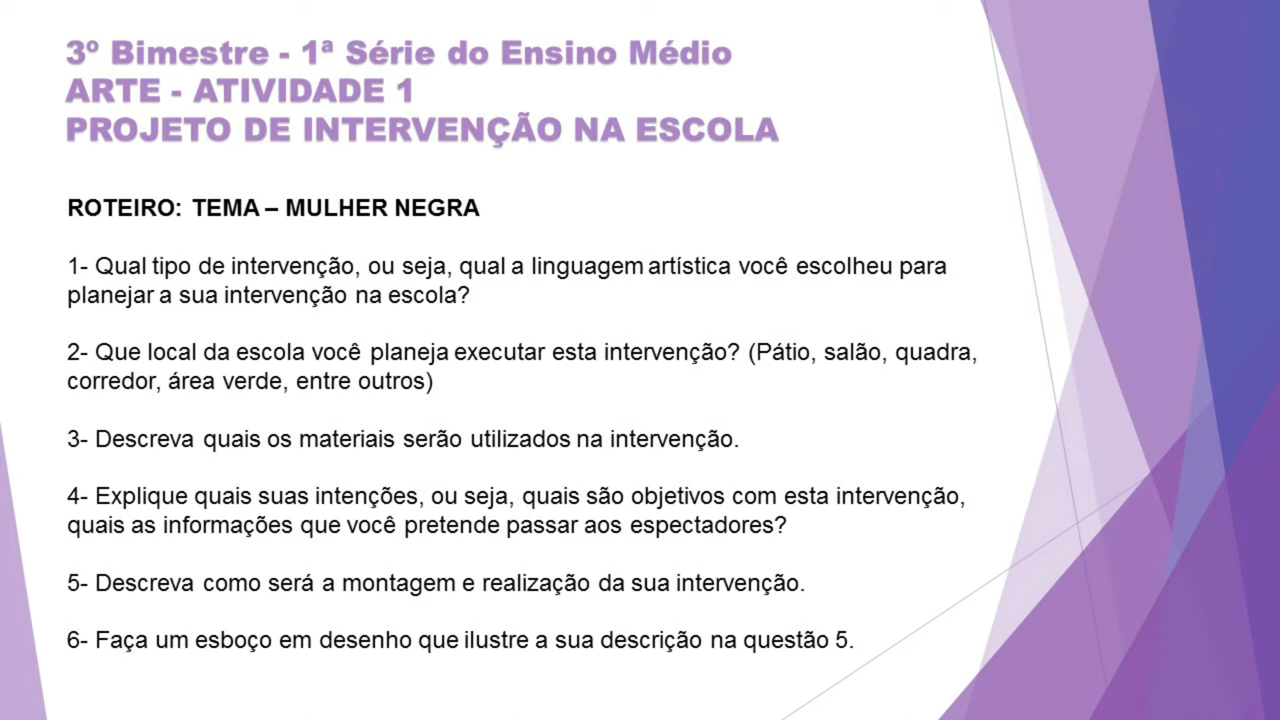 3º Bimestre - 1ª Série do Ensino Médio
ARTE - ATIVIDADE 1
PROJETO DE INTERVENÇÃO NA ESCOLA
ROTEIRO: TEMA – MULHER NEGRA
1- Qual tipo de intervenção, ou seja, qual a linguagem artística você escolheu para
planejar a sua intervenção na escola?
2- Que local da escola você planeja executar esta intervenção? (Pátio, salão, quadra,
corredor, área verde, entre outros)
3- Descreva quais os materiais serão utilizados na intervenção.
4- Explique quais suas intenções, ou seja, quais são objetivos com esta intervenção,
quais as informações que você pretende passar aos espectadores?
5- Descreva como será a montagem e realização da sua intervenção.
6- Faça um esboço em desenho que ilustre a sua descrição na questão 5.